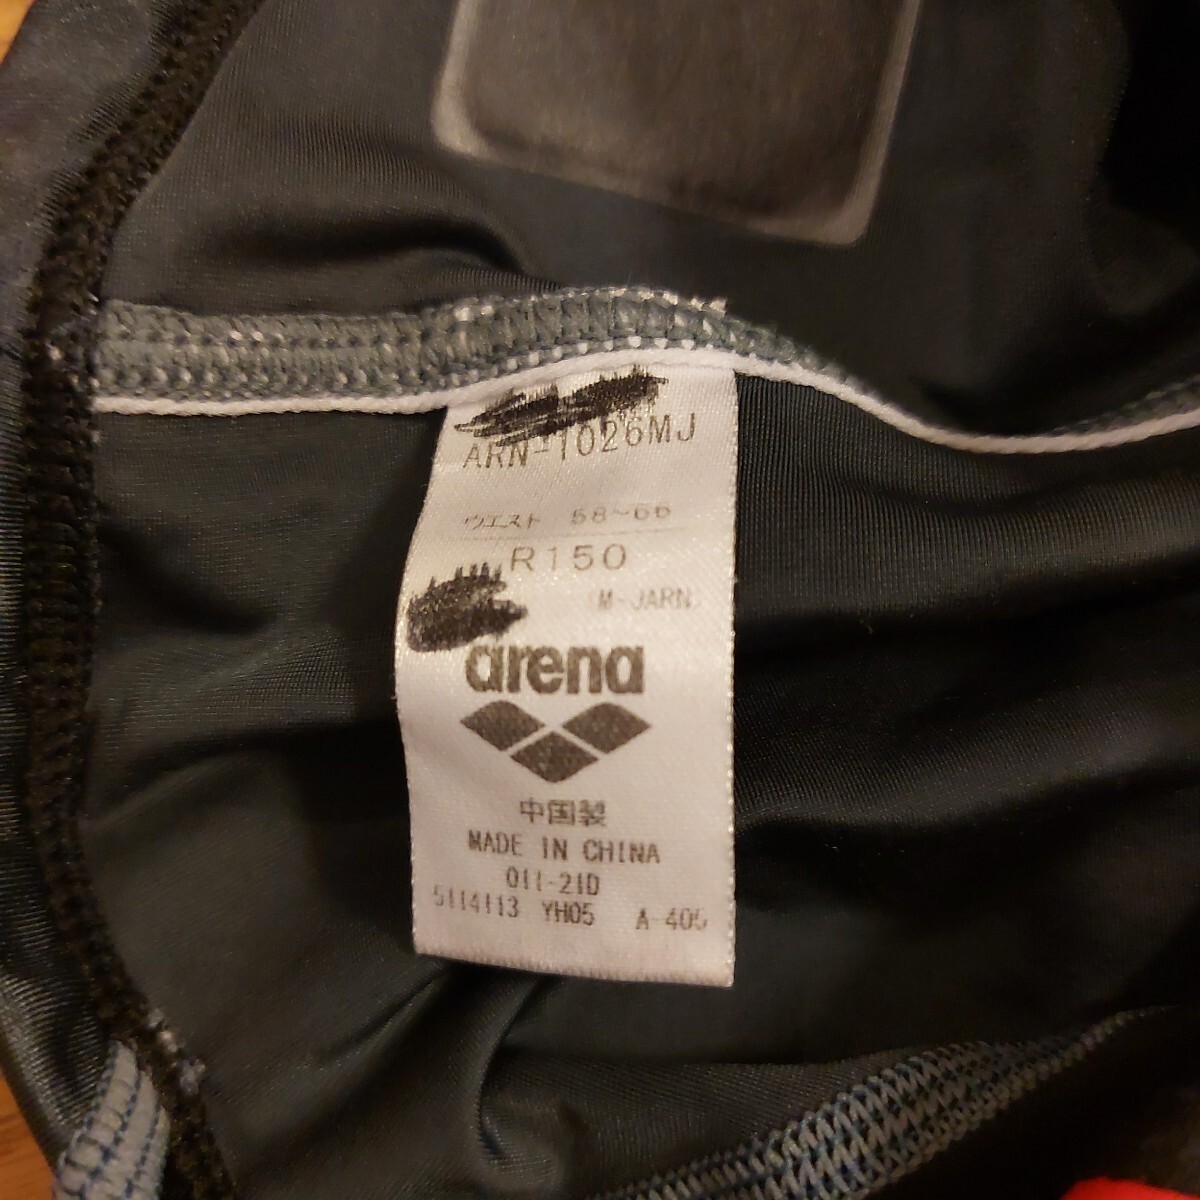 ARN-1026MJ
ウエスト 58~66
R150
(M-JARN)
arena
中国製
MADE IN CHINA
011-21D
5114113 YH05 A-405